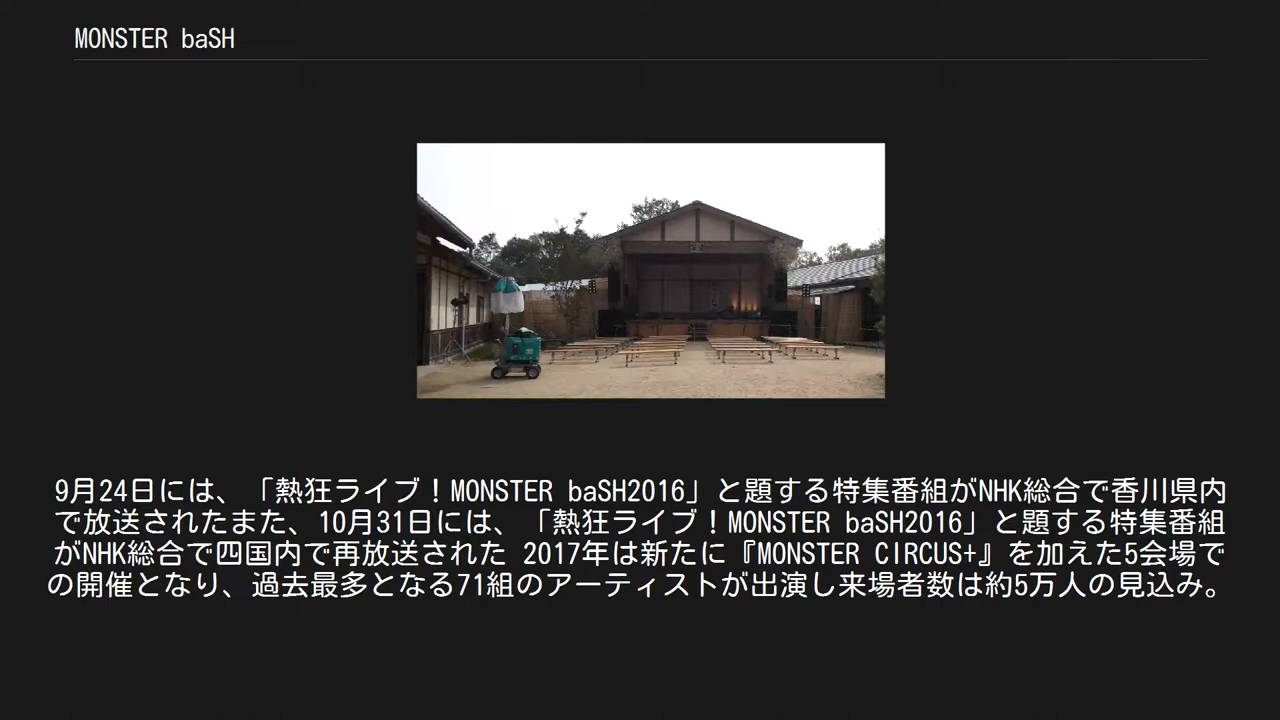 MONSTER baSH
9月24日には、「熱狂ライブ！MONSTER baSH2016」と題する特集番組がNHK総合で香川県内
で放送されたまた、10月31日には、「熱狂ライブ！MONSTER baSH2016」と題する特集番組
がNHK総合で四国内で再放送された 2017年は新たに『MONSTER CIRCUS+』を加えた5会場で
の開催となり、過去最多となる71組のアーティストが出演し来場者数は約5万人の見込み。